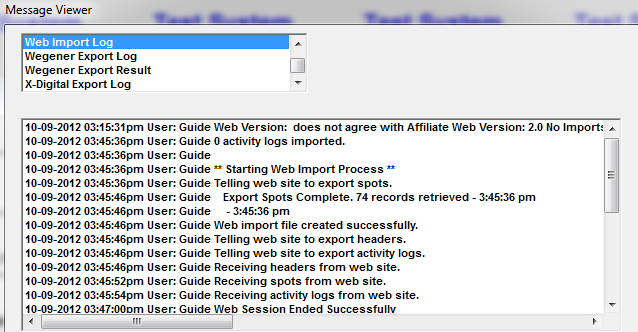 Message Viewer
Web Import Log
Wegener Export Log
Wegener Export Result
X-Digital Export Log
10-09-2012 03:15:31pm User: Guide Web Version:  does not agree with Affiliate Web Version: 2.0 No Imports
10-09-2012 03:45:36pm User: Guide 0 activity logs imported.
10-09-2012 03:45:36pm User: Guide
10-09-2012 03:45:36pm User: Guide ** Starting Web Import Process **
10-09-2012 03:45:36pm User: Guide Telling web site to export spots.
10-09-2012 03:45:46pm User: Guide    Export Spots Complete. 74 records retrieved - 3:45:36 pm
10-09-2012 03:45:46pm User: Guide     - 3:45:36 pm
10-09-2012 03:45:46pm User: Guide Web import file created successfully.
10-09-2012 03:45:46pm User: Guide Telling web site to export headers.
10-09-2012 03:45:46pm User: Guide Telling web site to export activity logs.
10-09-2012 03:45:46pm User: Guide Receiving headers from web site.
10-09-2012 03:45:52pm User: Guide Receiving spots from web site.
10-09-2012 03:45:54pm User: Guide Receiving activity logs from web site.
10-09-2012 03:47:00pm User: Guide Web Session Ended Successfully